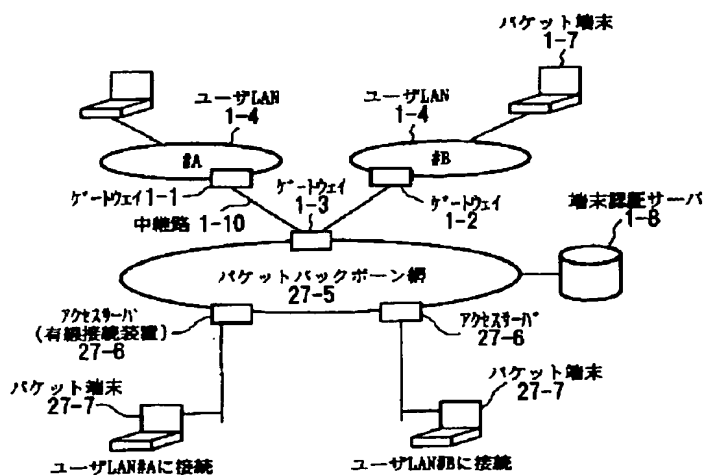 パケット端末
1-7
ユーザLAN
1-4
ユーザLAN
1-4
#A
#B
ゲートウェイ 1-1
ゲートウェイ
1-3
ゲートウェイ
1-2
中継路 1-10
端末認証サーバ
1-8
パケットバックボーン網
27-5
アクセスサーバ
(有線接続装置)
27-6
アクセスサーバ
27-6
パケット端末
27-7
パケット端末
27-7
ユーザLAN#Aに接続
ユーザLAN#Bに接続